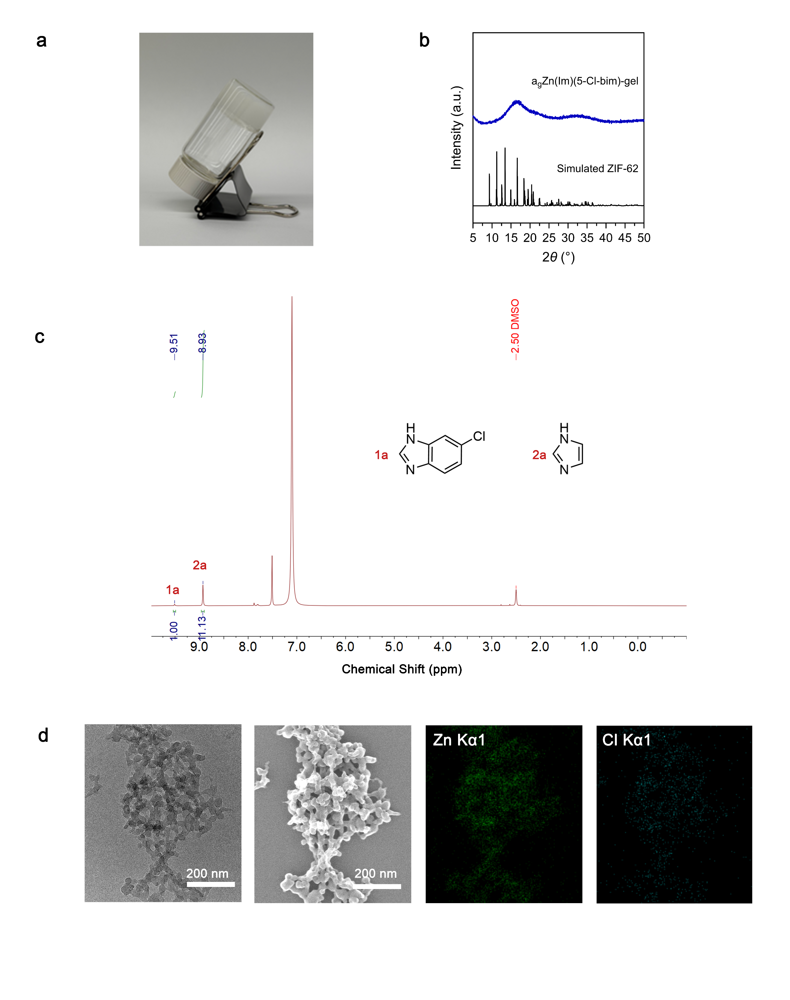 a
b
a_gZn(Im)(5-Cl-bim)-gel
Simulated ZIF-62
Intensity (a.u.)
5 10 15 20 25 30 35 40 45 50
2θ (°)
c
9.51
8.93
2.50 DMSO
H
N
N
Cl
1a
H
N
N
2a
2a
1a
1.00
11.13
9.0 8.0 7.0 6.0 5.0 4.0 3.0 2.0 1.0 0.0
Chemical Shift (ppm)
d
200 nm
200 nm
Zn Kα1
Cl Kα1